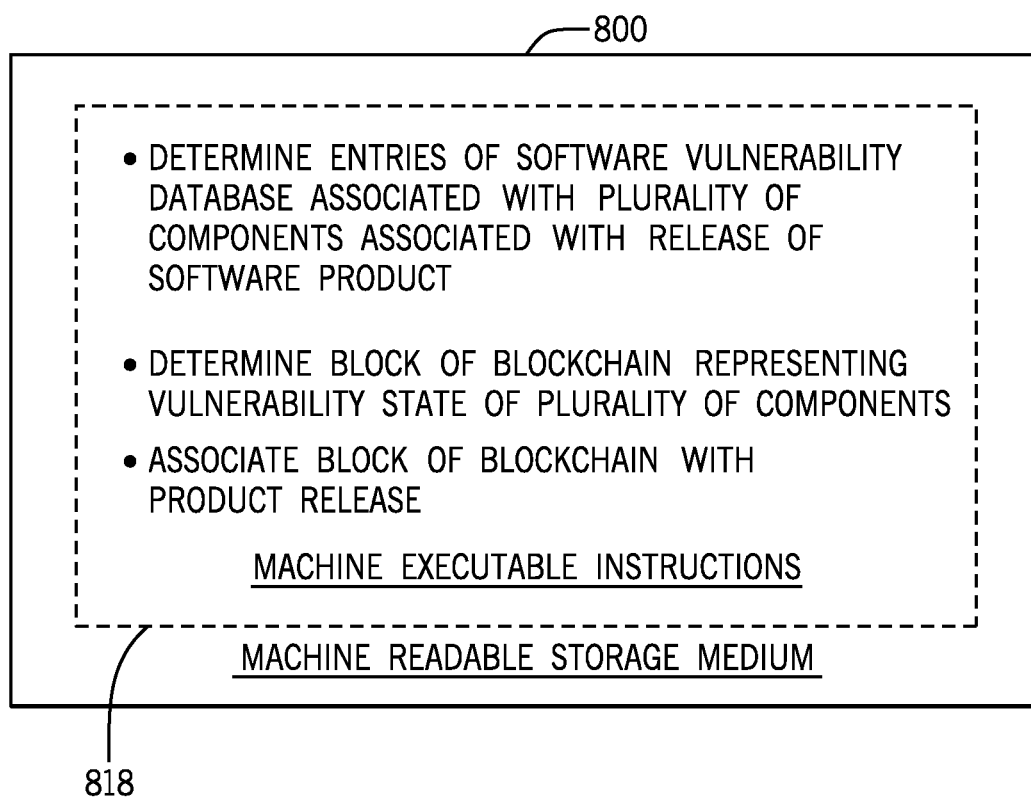 800
• DETERMINE ENTRIES OF SOFTWARE VULNERABILITY
DATABASE ASSOCIATED WITH PLURALITY OF
COMPONENTS ASSOCIATED WITH RELEASE OF
SOFTWARE PRODUCT
• DETERMINE BLOCK OF BLOCKCHAIN REPRESENTING
VULNERABILITY STATE OF PLURALITY OF COMPONENTS
• ASSOCIATE BLOCK OF BLOCKCHAIN WITH
PRODUCT RELEASE
MACHINE EXECUTABLE INSTRUCTIONS
MACHINE READABLE STORAGE MEDIUM
818